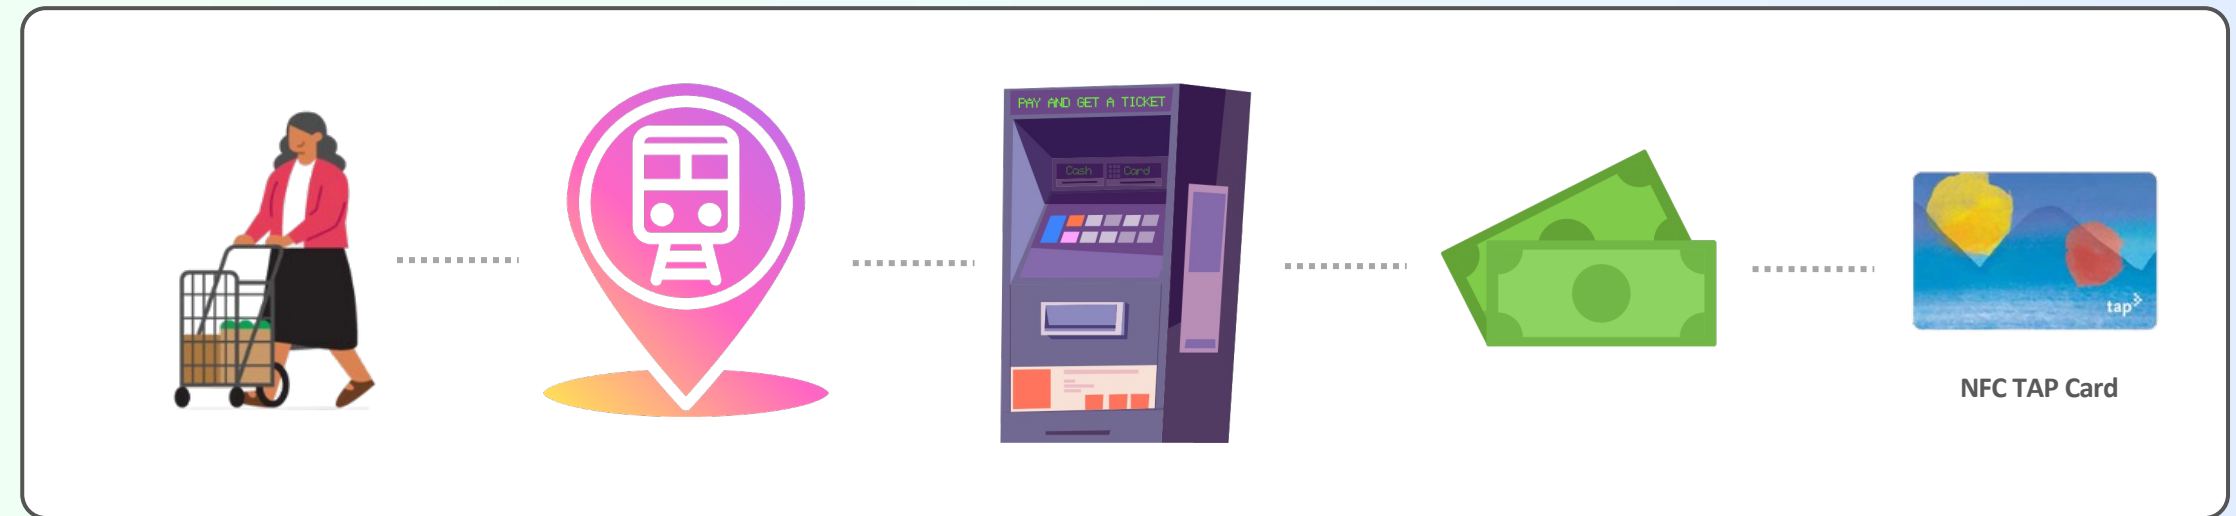 PAY AND GET A TICKET
Cash Card
tap
NFC TAP Card